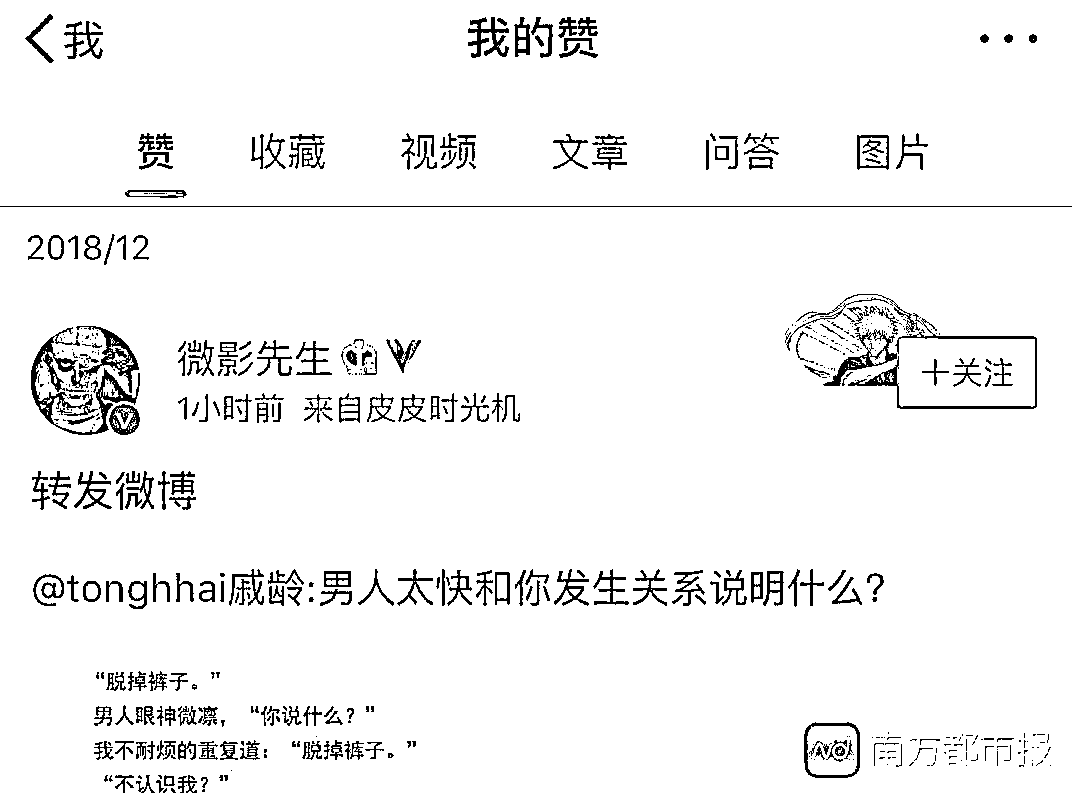 我
我的赞
赞 收藏 视频 文章 问答 图片
2018/12
微影先生
+关注
1小时前 来自皮皮时光机
转发微博
@tonghhai戚龄:男人太快和你发生关系说明什么?
“脱掉裤子。”
男人眼神微凛，“你说什么？”
我不耐烦的重复道：“脱掉裤子。”
“不认识我？”
南方都市报